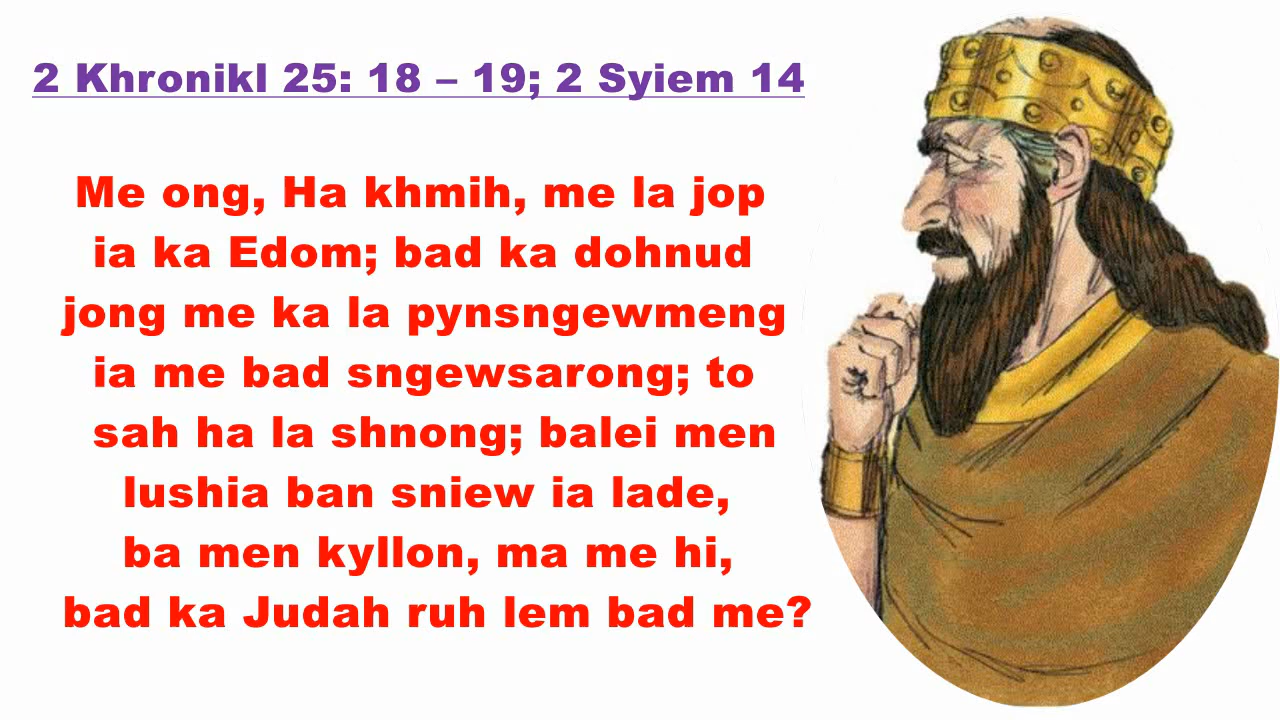 2 Khronikl 25: 18 – 19; 2 Syiem 14
Me ong, Ha khmih, me la jop
ia ka Edom; bad ka dohnud
jong me ka la pynsngewmeng
ia me bad sngewsarong; to
sah ha la shnong; balei men
lushia ban sniew ia lade,
ba men kyllon, ma me hi,
bad ka Judah ruh lem bad me?